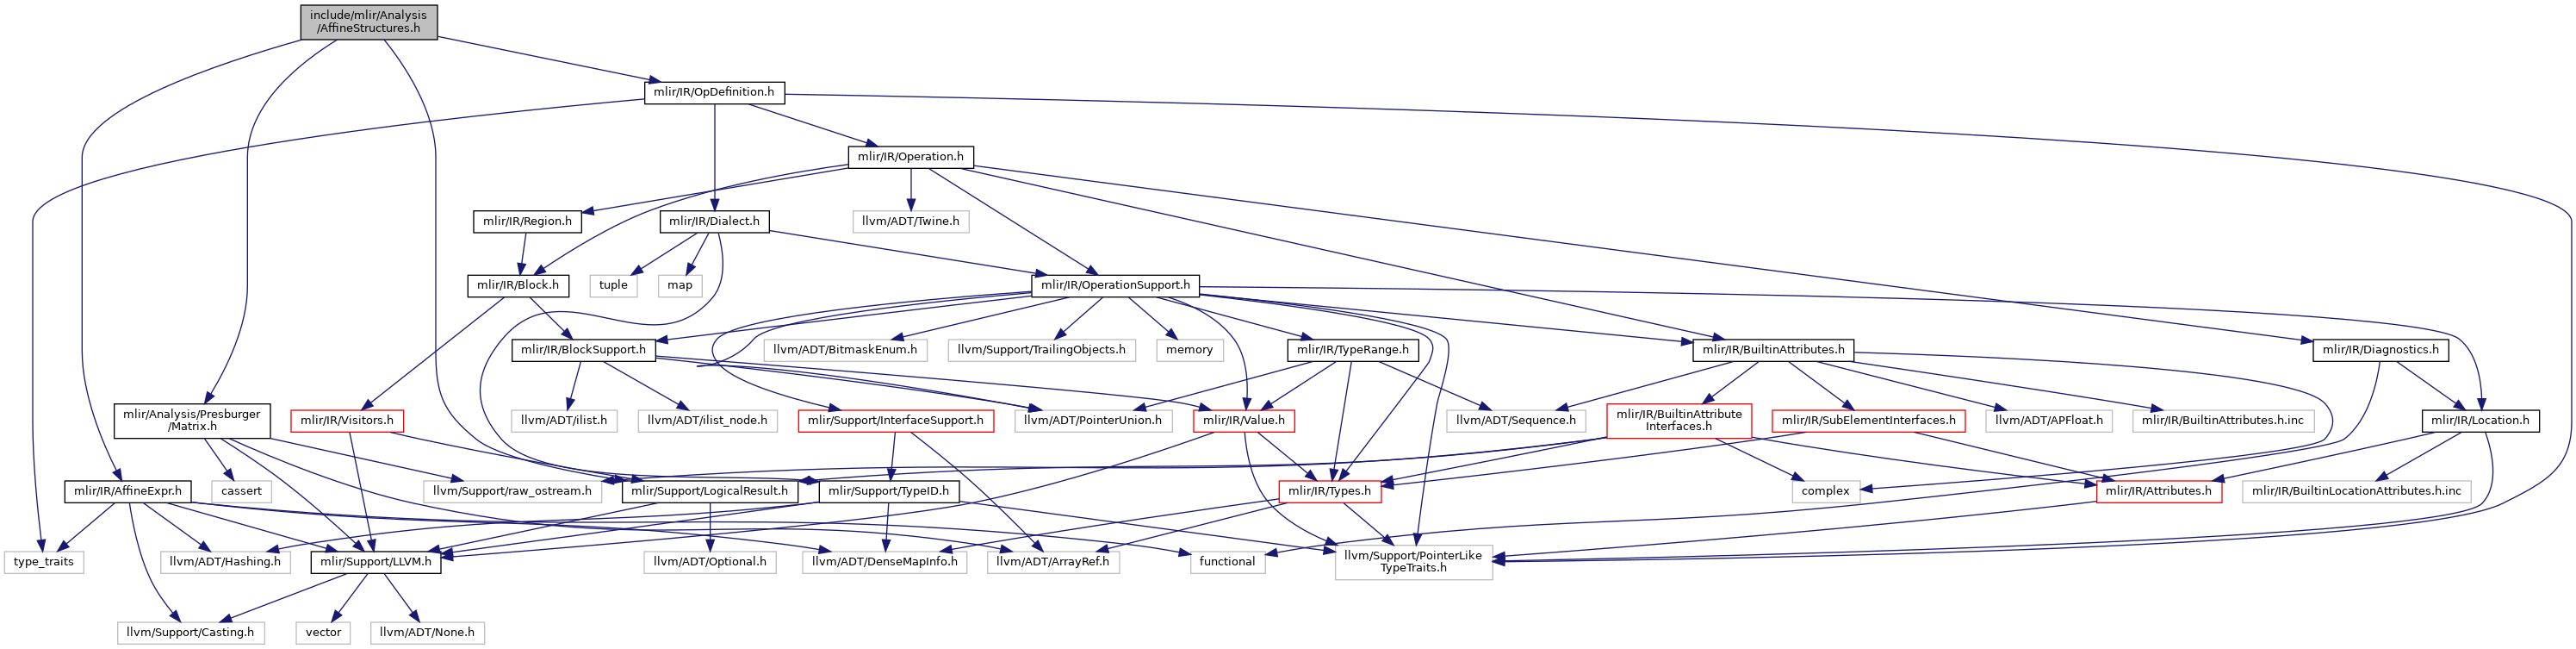 include/mlir/Analysis
/AffineStructures.h
mlir/IR/OpDefinition.h
mlir/IR/Operation.h
mlir/IR/Region.h
mlir/IR/Dialect.h
llvm/ADT/Twine.h
mlir/IR/Block.h
tuple
map
mlir/IR/OperationSupport.h
mlir/IR/BlockSupport.h
llvm/ADT/BitmaskEnum.h
llvm/Support/TrailingObjects.h
memory
mlir/IR/TypeRange.h
mlir/IR/BuiltinAttributes.h
mlir/IR/Diagnostics.h
mlir/Analysis/Presburger
/Matrix.h
mlir/IR/Visitors.h
llvm/ADT/ilist.h
llvm/ADT/ilist_node.h
mlir/Support/InterfaceSupport.h
llvm/ADT/PointerUnion.h
mlir/IR/Value.h
llvm/ADT/Sequence.h
mlir/IR/BuiltinAttribute
Interfaces.h
mlir/IR/SubElementInterfaces.h
llvm/ADT/APFloat.h
mlir/IR/BuiltinAttributes.h.inc
mlir/IR/Location.h
mlir/IR/AffineExpr.h
cassert
llvm/Support/raw_ostream.h
mlir/Support/LogicalResult.h
mlir/Support/TypeID.h
mlir/IR/Types.h
complex
mlir/IR/Attributes.h
mlir/IR/BuiltinLocationAttributes.h.inc
type_traits
llvm/ADT/Hashing.h
mlir/Support/LLVM.h
llvm/ADT/Optional.h
llvm/ADT/DenseMapInfo.h
llvm/ADT/ArrayRef.h
functional
llvm/Support/PointerLike
TypeTraits.h
llvm/Support/Casting.h
vector
llvm/ADT/None.h